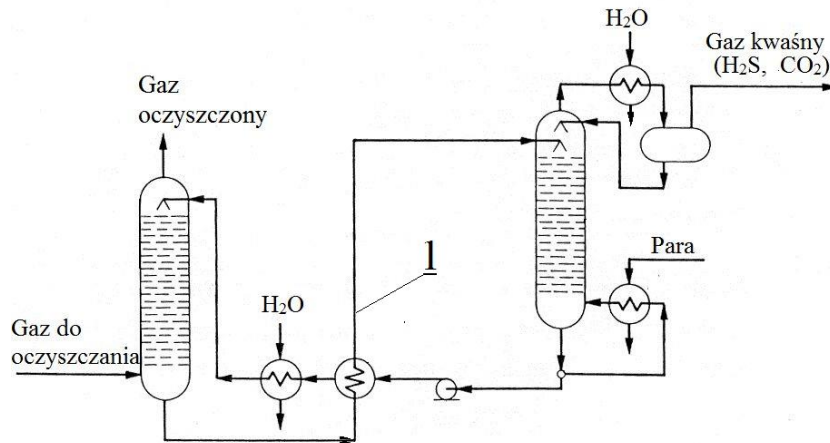 H₂O
Gaz kwaśny
(H₂S, CO₂)
Gaz
oczyszczony
1
Para
H₂O
Gaz do
oczyszczania